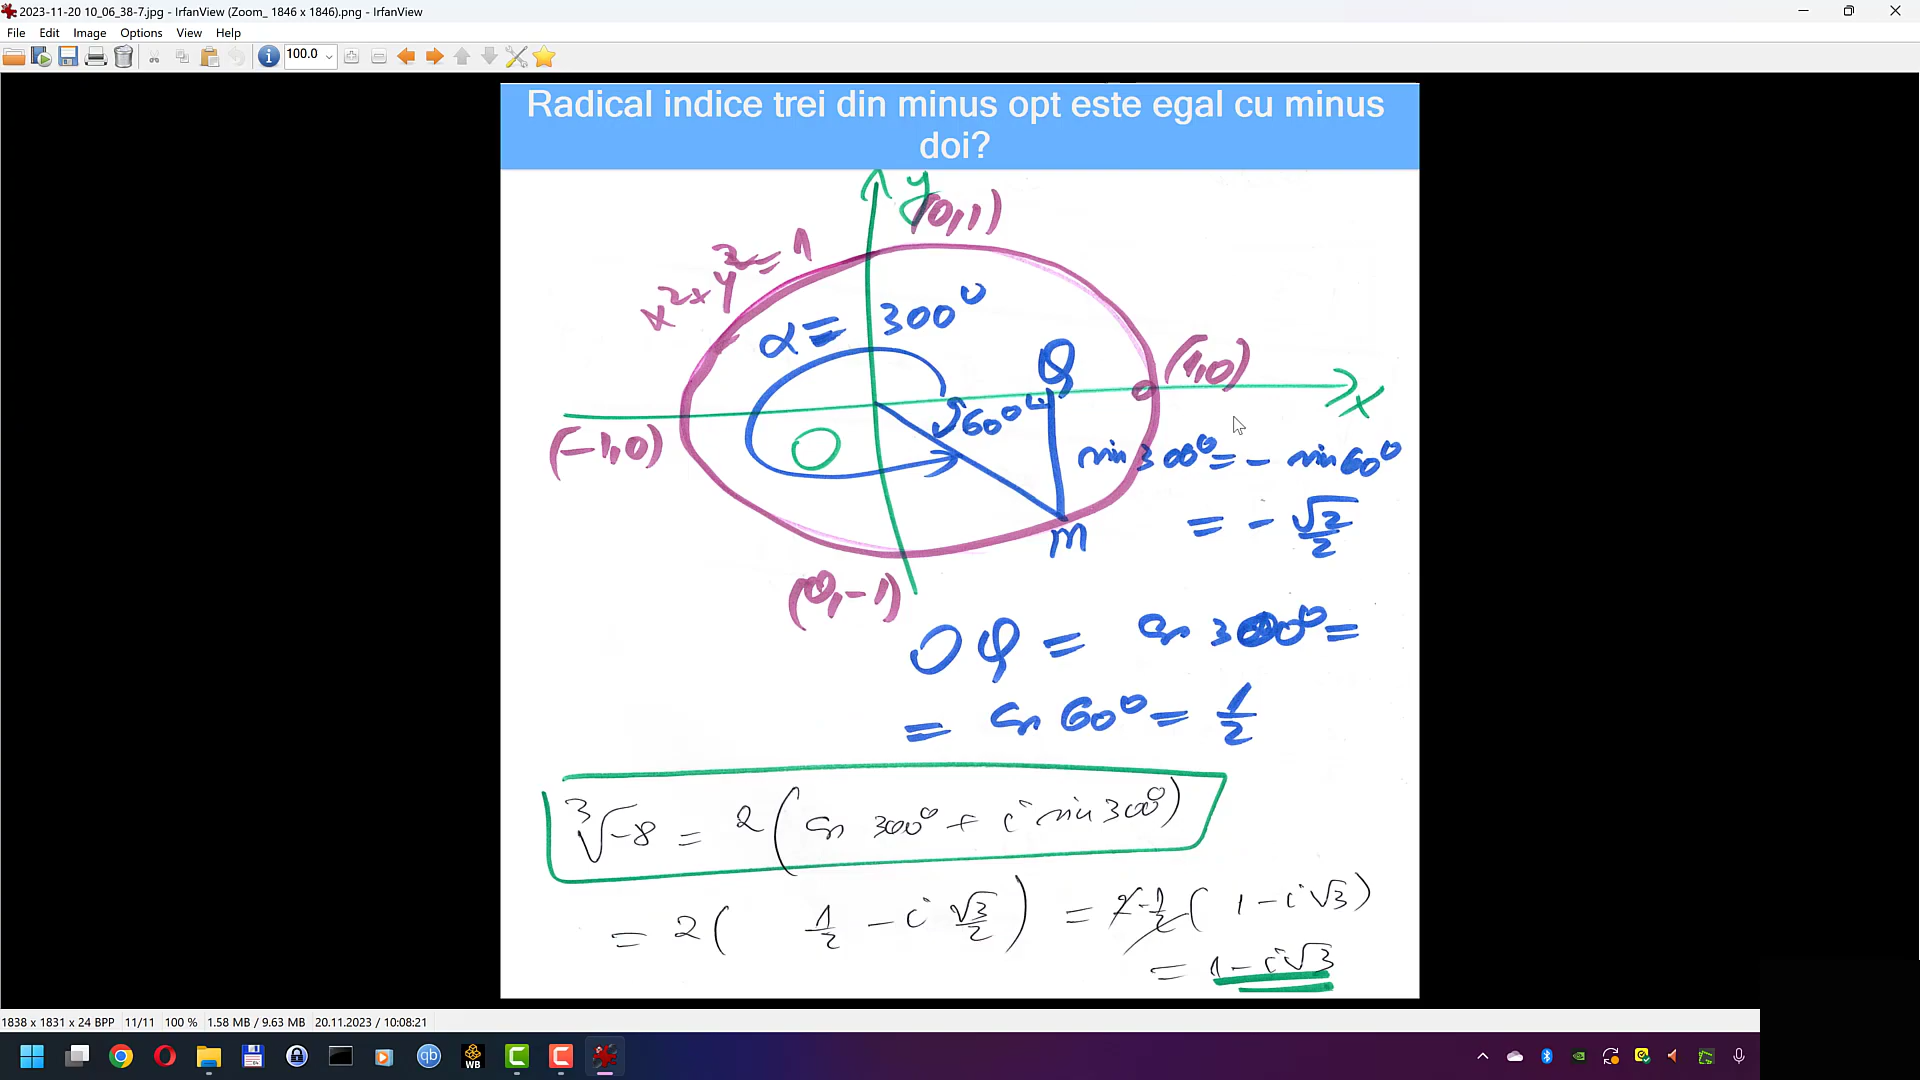 2023-11-20 10_06_38-7.jpg - IrfanView (Zoom_ 1846 x 1846).png - IrfanView
File Edit Image Options View Help
100.0
Radical indice trei din minus opt este egal cu minus
doi?
y
(0,1)
x² + y² = 1
α = 300°
Q
(1,0)
x
60°
(-1,0)
O
sin 300° = - sin 60°
= - √2/2
M
(0,-1)
OQ = cos 300° =
= cos 60° = 1/2
³√-8 = 2(cos 300° + i sin 300°)
= 2( 1/2 - i √3/2 ) = 2·1/2 ( 1 - i√3)
= 1 - i√3
1838 x 1831 x 24 BPP 11/11 100 % 1.58 MB / 9.63 MB 20.11.2023 / 10:08:21
qb
WB